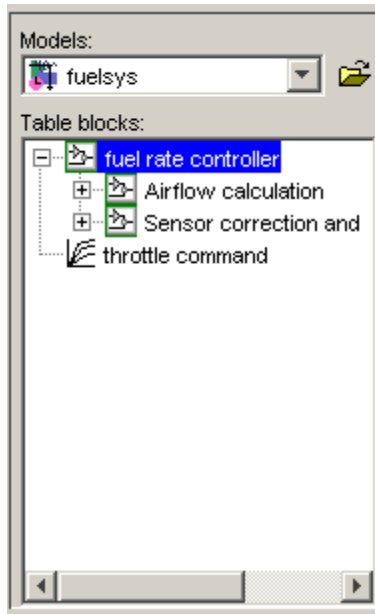 Models:
fuelsys
Table blocks:
fuel rate controller
Airflow calculation
Sensor correction and
throttle command